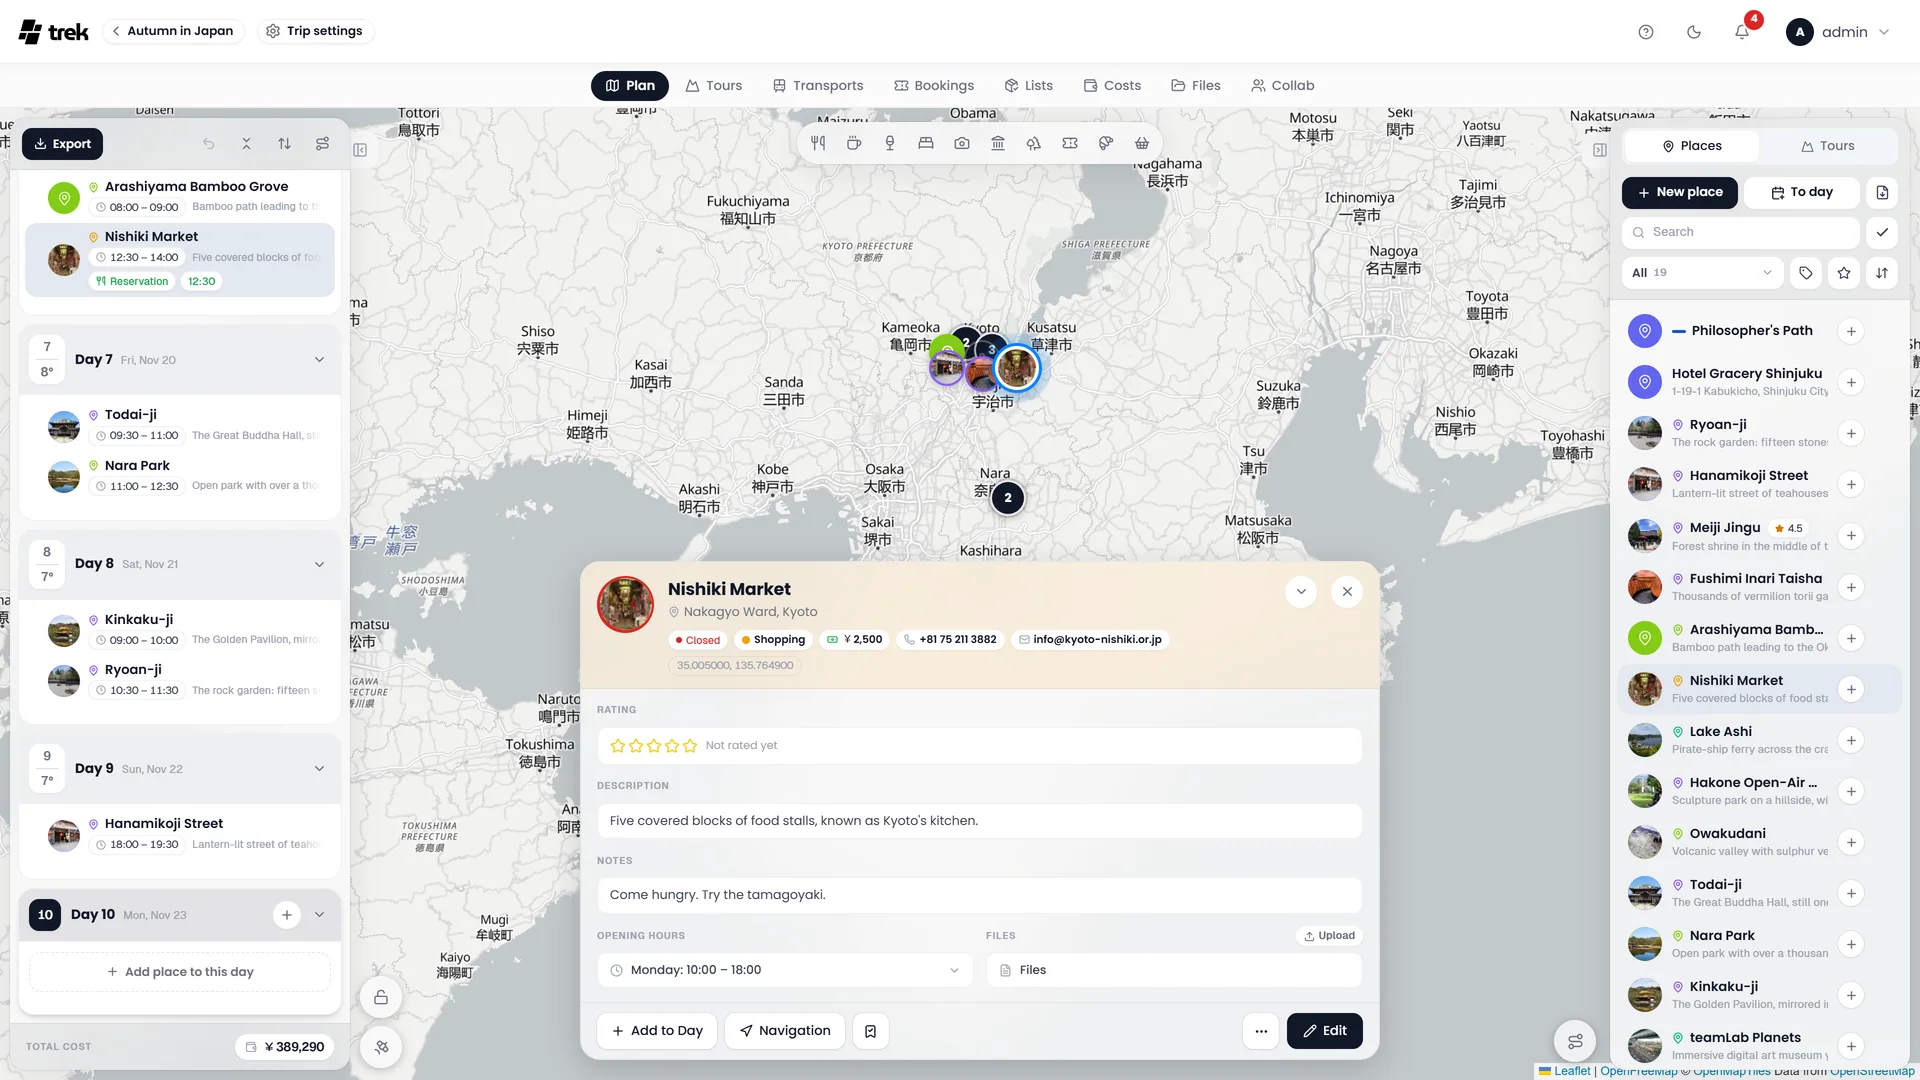 trek
Autumn in Japan
Trip settings
4
A
admin
Plan
Tours
Transports
Bookings
Lists
Costs
Files
Collab
Export
Arashiyama Bamboo Grove
08:00 – 09:00
Bamboo path leading to th
Nishiki Market
12:30 – 14:00
Five covered blocks of foo
Reservation
12:30
7
8°
Day 7
Fri, Nov 20
Todai-ji
09:30 – 11:00
The Great Buddha Hall, sti
Nara Park
11:00 – 12:30
Open park with over a thou
8
7°
Day 8
Sat, Nov 21
Kinkaku-ji
09:00 – 10:00
The Golden Pavilion, mirro
Ryoan-ji
10:30 – 11:30
The rock garden: fifteen s
9
7°
Day 9
Sun, Nov 22
Hanamikoji Street
18:00 – 19:30
Lantern-lit street of teaho
10
Day 10
Mon, Nov 23
Add place to this day
TOTAL COST
¥ 389,290
Daisen
Tottori
鳥取市
Obama
Maizuru
Motosu
本巣市
Seki
関市
Yaotsu
八百津町
Nakatsugawa
Nagahama
長浜市
Fukuchiyama
福知山市
Ichinomiya
一宮市
Tajimi
多治見市
KYOTO PREFECTURE
京都府
SHIGA PREFECTURE
滋賀県
Nagoya
名古屋市
Toyota
豊田市
Shiso
宍粟市
Kameoka
亀岡市
Kyoto
Kusatsu
草津市
2
3
宇治市
Kasai
加西市
Sanda
三田市
Okazaki
岡崎市
Suzuka
鈴鹿市
Himeji
姫路市
Nishio
西尾市
Toyohashi
豊橋市
Kobe
神戸市
Osaka
大阪市
Nara
2
Tsu
津市
Akashi
明石市
Sakai
堺市
Matsusaka
松阪市
Kashihara
牛窓
瀬戸
SHODOSHIMA
小豆島
Naruto
鳴門市
Tokushima
徳島市
TOKUSHIMA
PREFECTURE
徳島県
Mugi
牟岐町
Kaiyo
海陽町
Nishiki Market
Nakagyo Ward, Kyoto
Closed
Shopping
¥ 2,500
+81 75 211 3882
info@kyoto-nishiki.or.jp
35.005000, 135.764900
RATING
Not rated yet
DESCRIPTION
Five covered blocks of food stalls, known as Kyoto's kitchen.
NOTES
Come hungry. Try the tamagoyaki.
OPENING HOURS
Monday: 10:00 – 18:00
FILES
Upload
Files
Add to Day
Navigation
Edit
Places
Tours
New place
To day
Search
All 19
Philosopher's Path
Hotel Gracery Shinjuku
1-19-1 Kabukicho, Shinjuku City
Ryoan-ji
The rock garden: fifteen stones
Hanamikoji Street
Lantern-lit street of teahouses
Meiji Jingu
4.5
Forest shrine in the middle of t
Fushimi Inari Taisha
Thousands of vermilion torii ga
Arashiyama Bamb...
Bamboo path leading to the Ok
Nishiki Market
Five covered blocks of food sta
Lake Ashi
Pirate-ship ferry across the cra
Hakone Open-Air ...
Sculpture park on a hillside, wi
Owakudani
Volcanic valley with sulphur ve
Todai-ji
The Great Buddha Hall, still one
Nara Park
Open park with over a thousan
Kinkaku-ji
The Golden Pavilion, mirrored in
teamLab Planets
Immersive digital art museum y
Leaflet | OpenFreeMap © OpenMapTiles Data from OpenStreetMap